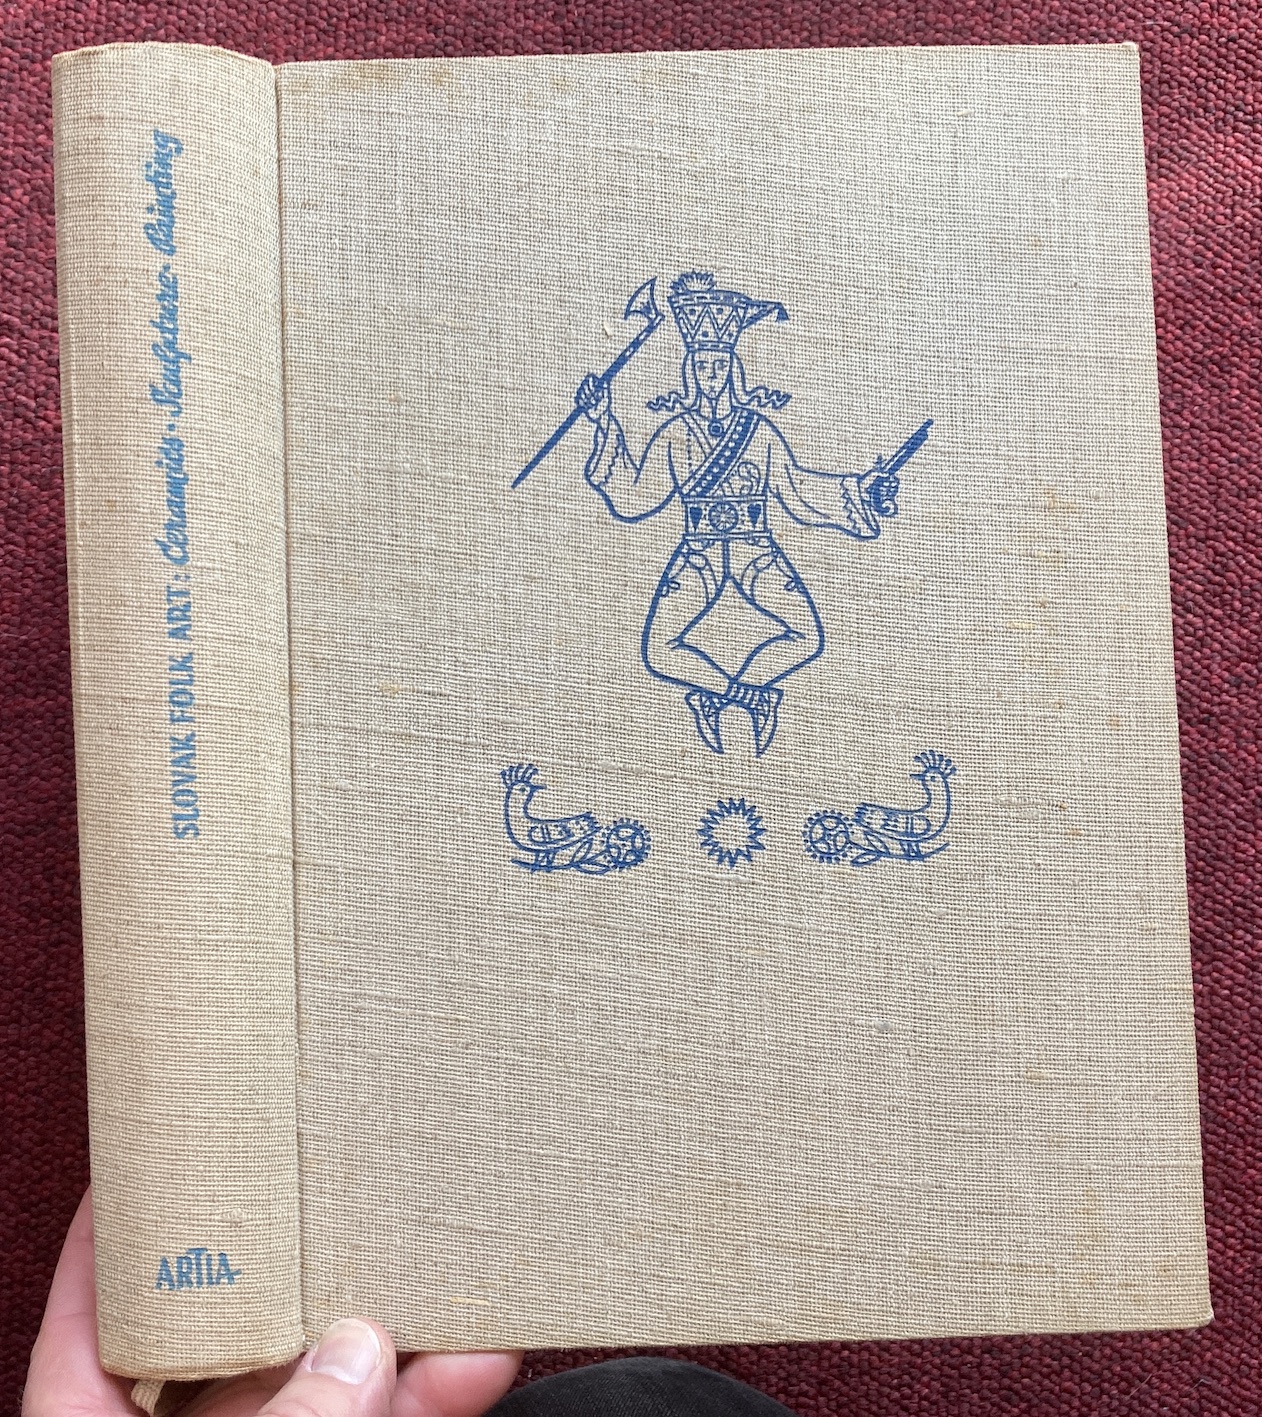 SLOVAK FOLK ART: Ceramics · Sculpture · Painting
ARTIA